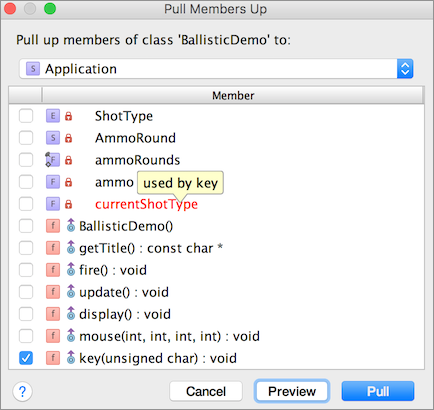 Pull Members Up
Pull up members of class 'BallisticDemo' to:
S Application
Member
E ShotType
S AmmoRound
F ammoRounds
F ammo
used by key
F currentShotType
f BallisticDemo()
f getTitle() : const char *
f fire() : void
f update() : void
f display() : void
f mouse(int, int, int, int) : void
f key(unsigned char) : void
? Cancel Preview Pull